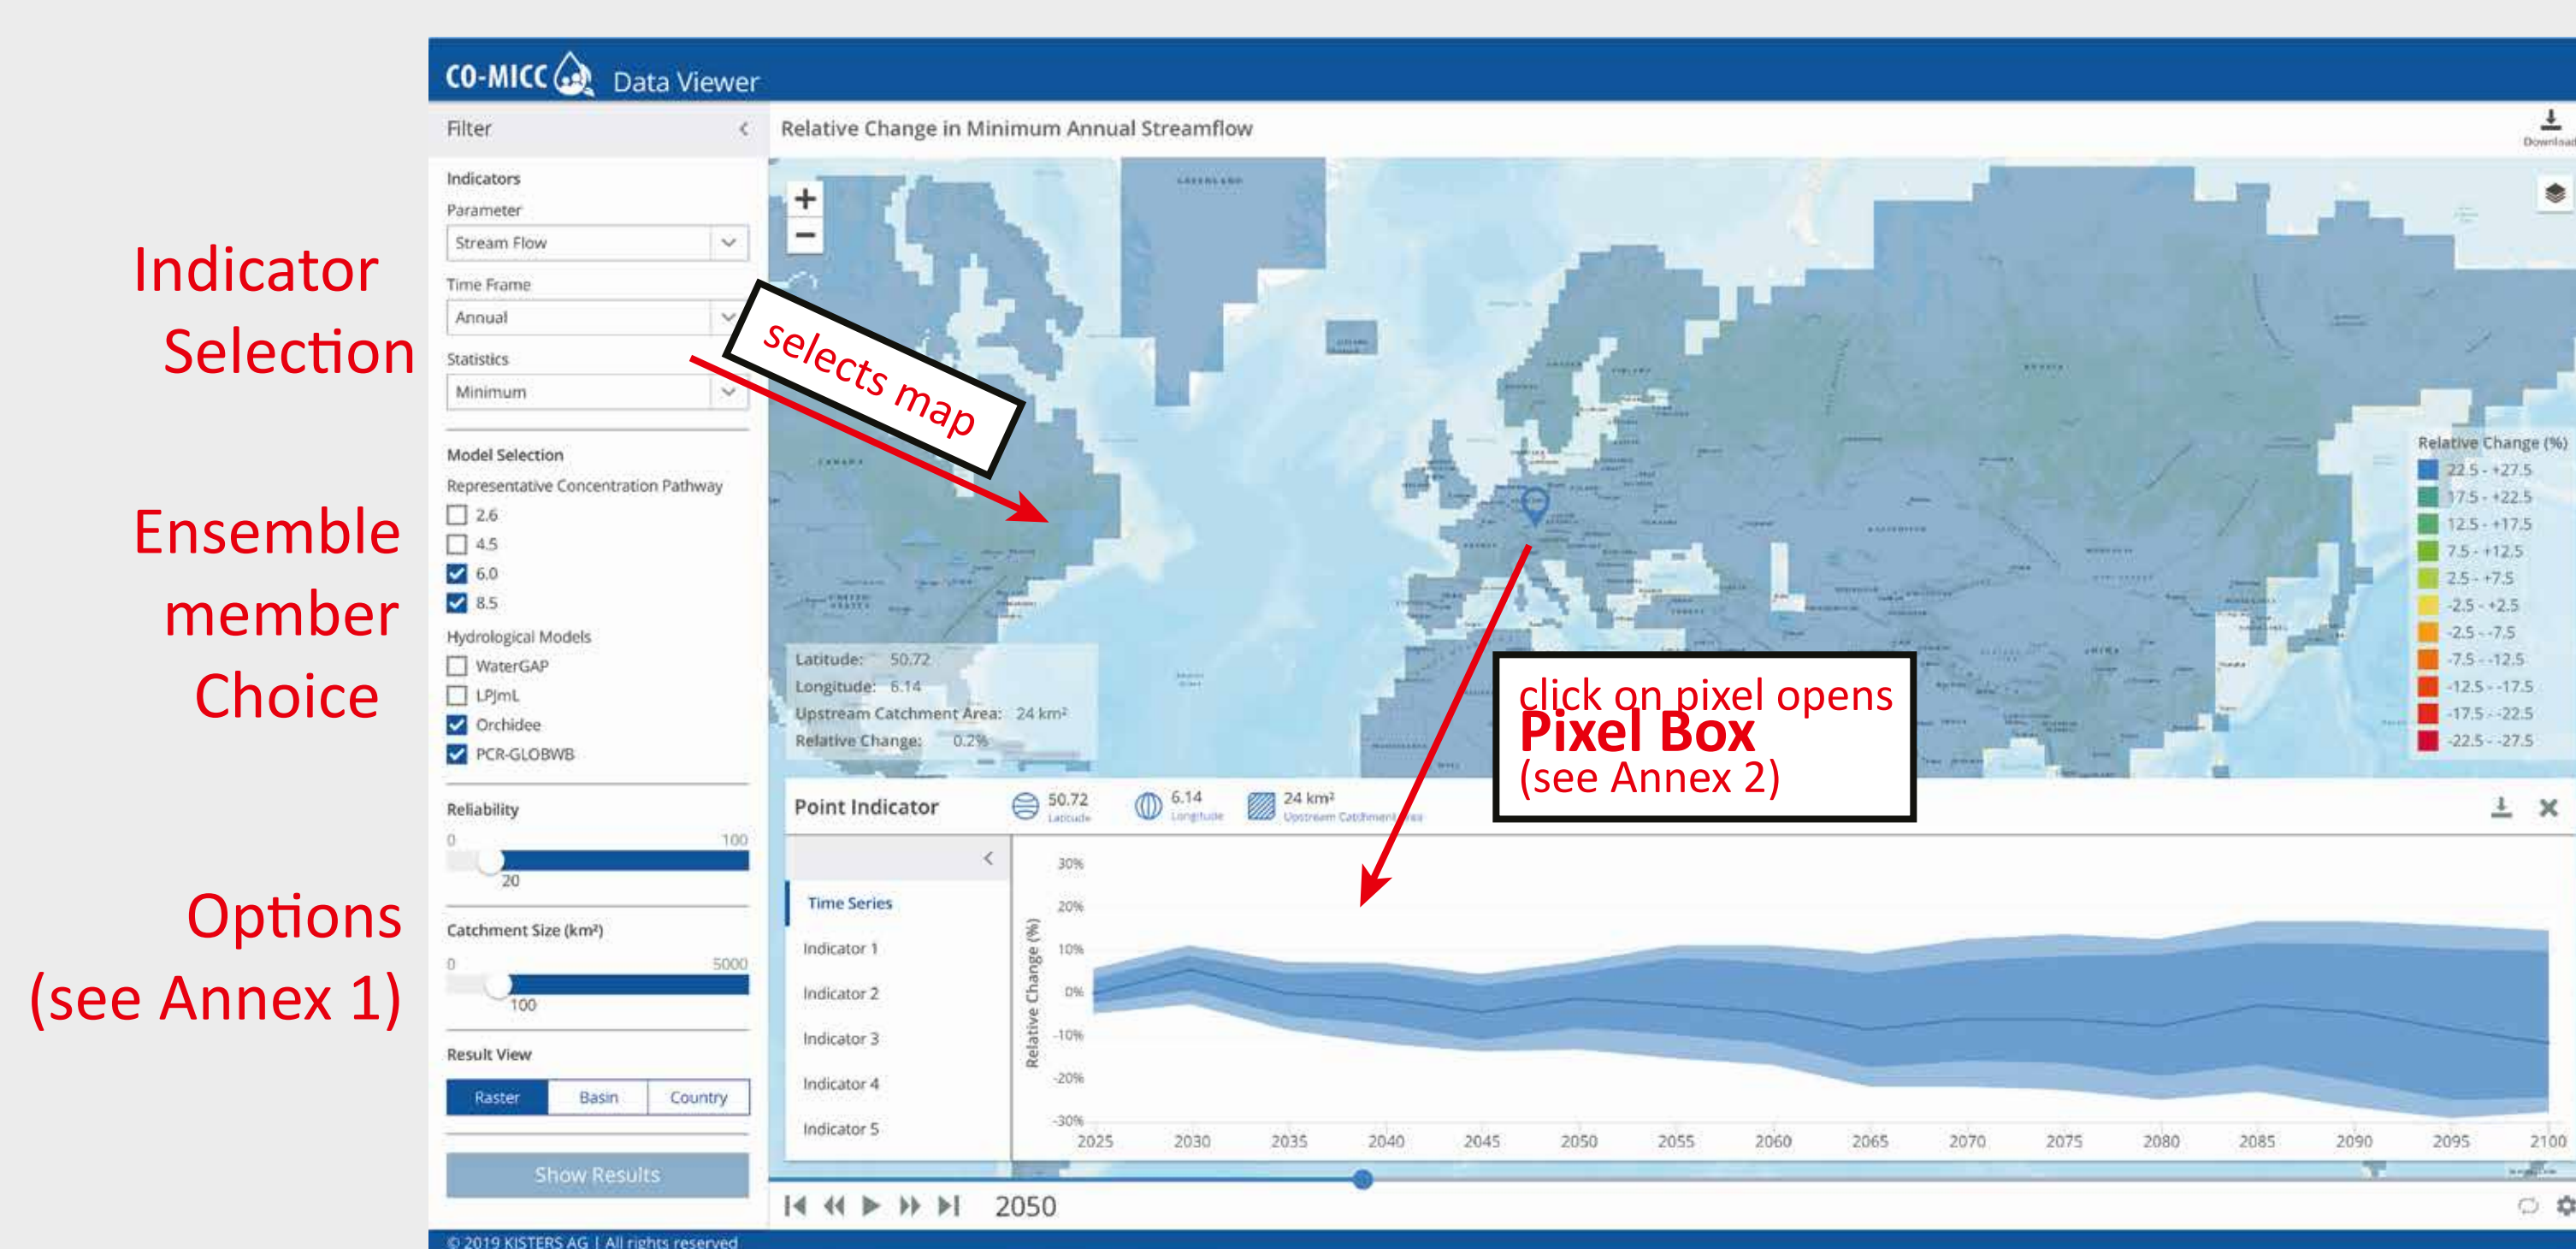 CO-MICC Data Viewer
Filter
Relative Change in Minimum Annual Streamflow
Download
Indicators
Parameter
Stream Flow
Time Frame
Annual
Statistics
Minimum
Indicator
Selection
selects map
Model Selection
Representative Concentration Pathway
2.6
4.5
6.0
8.5
Hydrological Models
WaterGAP
LPJmL
Orchidee
PCR-GLOBWB
Ensemble
member
Choice
Reliability
0 100
20
Catchment Size (km²)
0 5000
100
Options
(see Annex 1)
Result View
Raster Basin Country
Show Results
GREENLAND
CANADA
Latitude: 50.72
Longitude: 6.14
Upstream Catchment Area: 24 km²
Relative Change: 0.2%
Relative Change (%)
22.5 - +27.5
17.5 - +22.5
12.5 - +17.5
7.5 - +12.5
2.5 - +7.5
-2.5 - +2.5
-2.5 - -7.5
-7.5 - -12.5
-12.5 - -17.5
-17.5 - -22.5
-22.5 - -27.5
click on pixel opens
Pixel Box
(see Annex 2)
Point Indicator
50.72
Latitude
6.14
Longitude
24 km²
Upstream Catchment Area
Time Series
Indicator 1
Indicator 2
Indicator 3
Indicator 4
Indicator 5
Relative Change (%)
30%
20%
10%
0%
-10%
-20%
-30%
2025 2030 2035 2040 2045 2050 2055 2060 2065 2070 2075 2080 2085 2090 2095 2100
2050
© 2019 KISTERS AG | All rights reserved